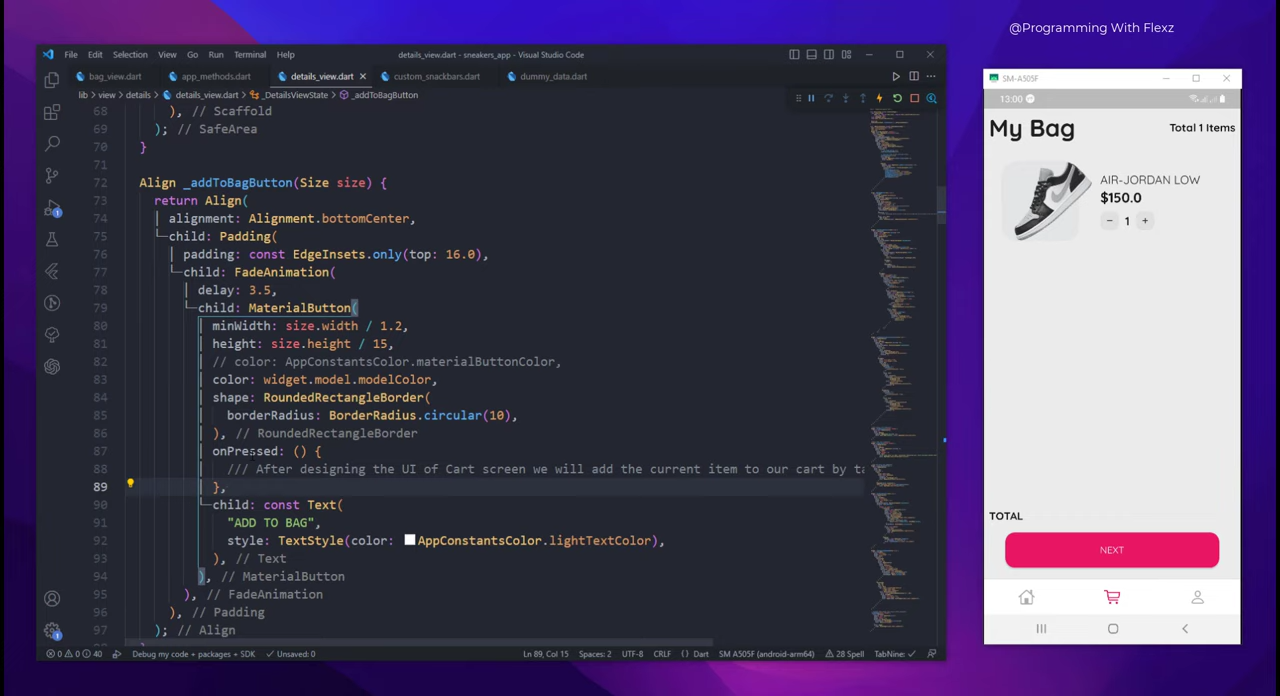 @Programming With Flexz
File Edit Selection View Go Run Terminal Help
details_view.dart - sneakers_app - Visual Studio Code
bag_view.dart app_methods.dart details_view.dart custom_snackbars.dart dummy_data.dart
lib > view > details > details_view.dart > _DetailsViewState > _addToBagButton
68 ), // Scaffold
69 ); // SafeArea
70 }
71
72 Align _addToBagButton(Size size) {
73 return Align(
74 alignment: Alignment.bottomCenter,
75 child: Padding(
76 padding: const EdgeInsets.only(top: 16.0),
77 child: FadeAnimation(
78 delay: 3.5,
79 child: MaterialButton(
80 minWidth: size.width / 1.2,
81 height: size.height / 15,
82 // color: AppConstantsColor.materialButtonColor,
83 color: widget.model.modelColor,
84 shape: RoundedRectangleBorder(
85 borderRadius: BorderRadius.circular(10),
86 ), // RoundedRectangleBorder
87 onPressed: () {
88 /// After designing the UI of Cart screen we will add the current item to our cart by ta
89 },
90 child: const Text(
91 "ADD TO BAG",
92 style: TextStyle(color: AppConstantsColor.lightTextColor),
93 ), // Text
94 ), // MaterialButton
95 ), // FadeAnimation
96 ), // Padding
97 ); // Align
0 0 40 Debug my code + packages + SDK Unsaved: 0 Ln 89, Col 15 Spaces: 2 UTF-8 CRLF {} Dart SM A505F (android-arm64) 28 Spell TabNine:
SM-A505F
13:00
My Bag
Total 1 Items
AIR-JORDAN LOW
$150.0
- 1 +
TOTAL
NEXT